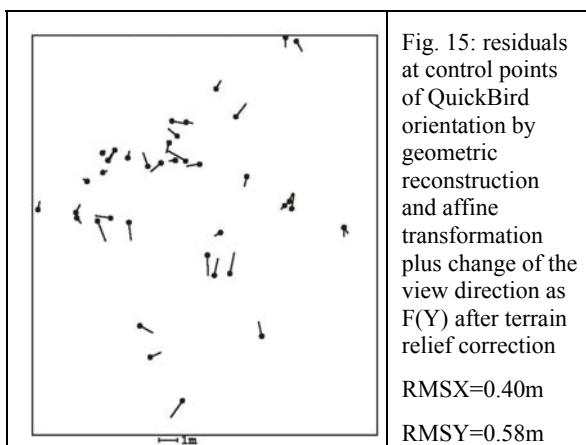 Fig. 15: residuals
at control points
of QuickBird
orientation by
geometric
reconstruction
and affine
transformation
plus change of the
view direction as
F(Y) after terrain
relief correction
RMSX=0.40m
RMSY=0.58m
1m